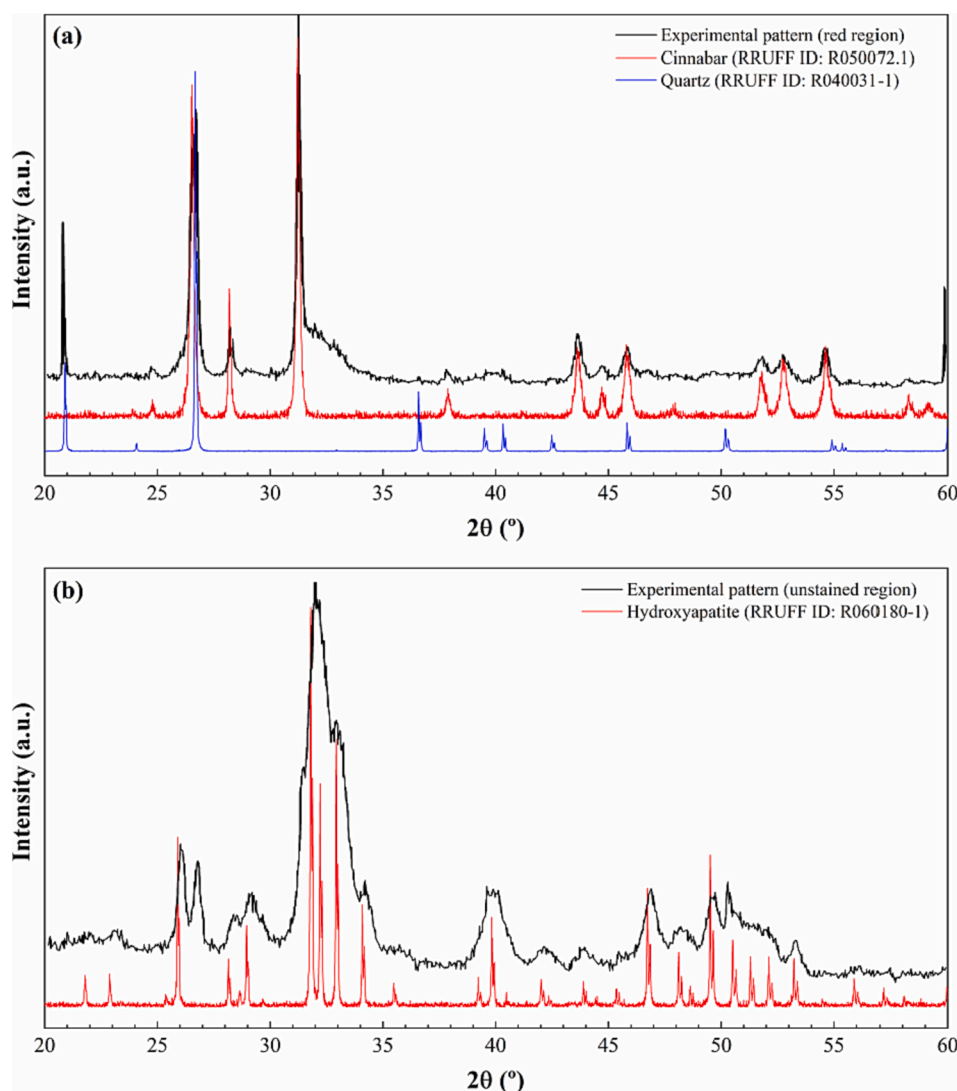 (a)
Experimental pattern (red region)
Cinnabar (RRUFF ID: R050072.1)
Quartz (RRUFF ID: R040031-1)
Intensity (a.u.)
20 25 30 35 40 45 50 55 60
2θ (º)
(b)
Experimental pattern (unstained region)
Hydroxyapatite (RRUFF ID: R060180-1)
Intensity (a.u.)
20 25 30 35 40 45 50 55 60
2θ (º)